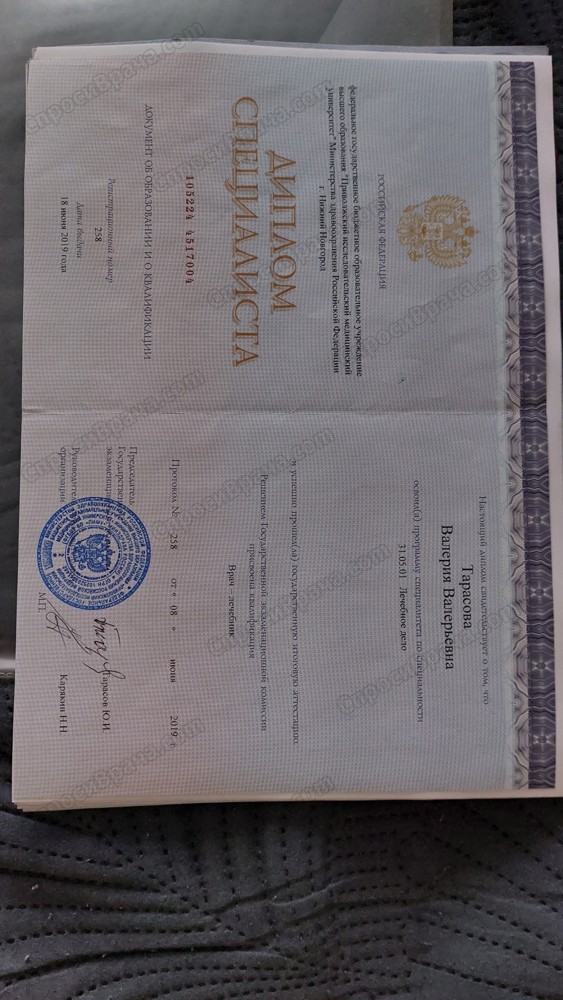 РОССИЙСКАЯ ФЕДЕРАЦИЯ
федеральное государственное бюджетное образовательное учреждение
высшего образования "Приволжский исследовательский медицинский
университет" Министерства здравоохранения Российской Федерации
г. Нижний Новгород
ДИПЛОМ
СПЕЦИАЛИСТА
105224 4517004
ДОКУМЕНТ ОБ ОБРАЗОВАНИИ И О КВАЛИФИКАЦИИ
Регистрационный номер
258
Дата выдачи
18 июня 2019 года
Настоящий диплом свидетельствует о том, что
Тарасова
Валерия Валерьевна
освоил(а) программу специалитета по специальности
31.05.01 Лечебное дело
и успешно прошел(ла) государственную итоговую аттестацию
Решением Государственной экзаменационной комиссии
присвоена квалификация
Врач – лечебник
Протокол № 258 от « 08 » июня 2019 г.
Председатель
Государственной
экзаменационной
Тарасов Ю.И.
Руководитель
организации
Карякин Н.Н.
М.П.
СпросиВрача.com